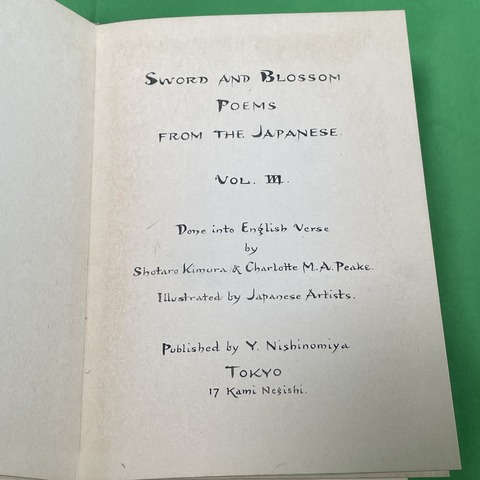 Sword and Blossom
Poems
from the Japanese.
Vol. III.
Done into English Verse
by
Shotaro Kimura & Charlotte M.A. Peake.
Illustrated by Japanese Artists.
Published by Y. Nishinomiya
Tokyo
17 Kami Negishi.